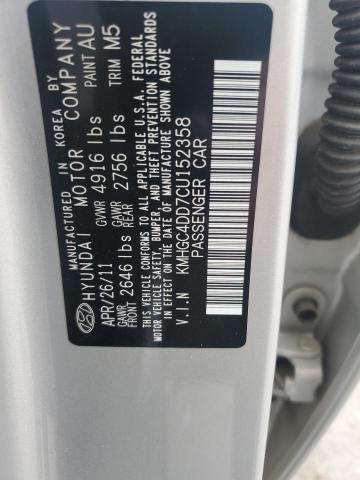 MANUFACTURED IN KOREA BY
HYUNDAI MOTOR COMPANY
APR/26/11 GVWR 4916 lbs PAINT AU
GAWR FRONT 2646 lbs GAWR REAR 2756 lbs TRIM M5
THIS VEHICLE CONFORMS TO ALL APPLICABLE U.S.A. FEDERAL
MOTOR VEHICLE SAFETY, BUMPER, AND THEFT PREVENTION STANDARDS
IN EFFECT ON THE DATE OF MANUFACTURE SHOWN ABOVE.
V.I.N KMHGC4DD7CU152358
PASSENGER CAR